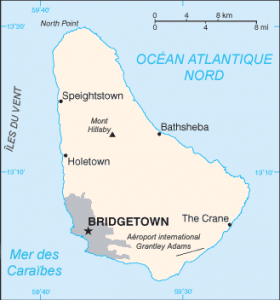 59°40'
59°30'
0 4 8 km
0 4 8 mi
North Point
OCÉAN ATLANTIQUE
NORD
Speightstown
ÎLES DU VENT
Mont
Hillaby
Bathsheba
13°10'
Holetown
13°10'
The Crane
BRIDGETOWN
Aéroport international
Grantley Adams
Mer des
Caraïbes
59°40'
59°30'